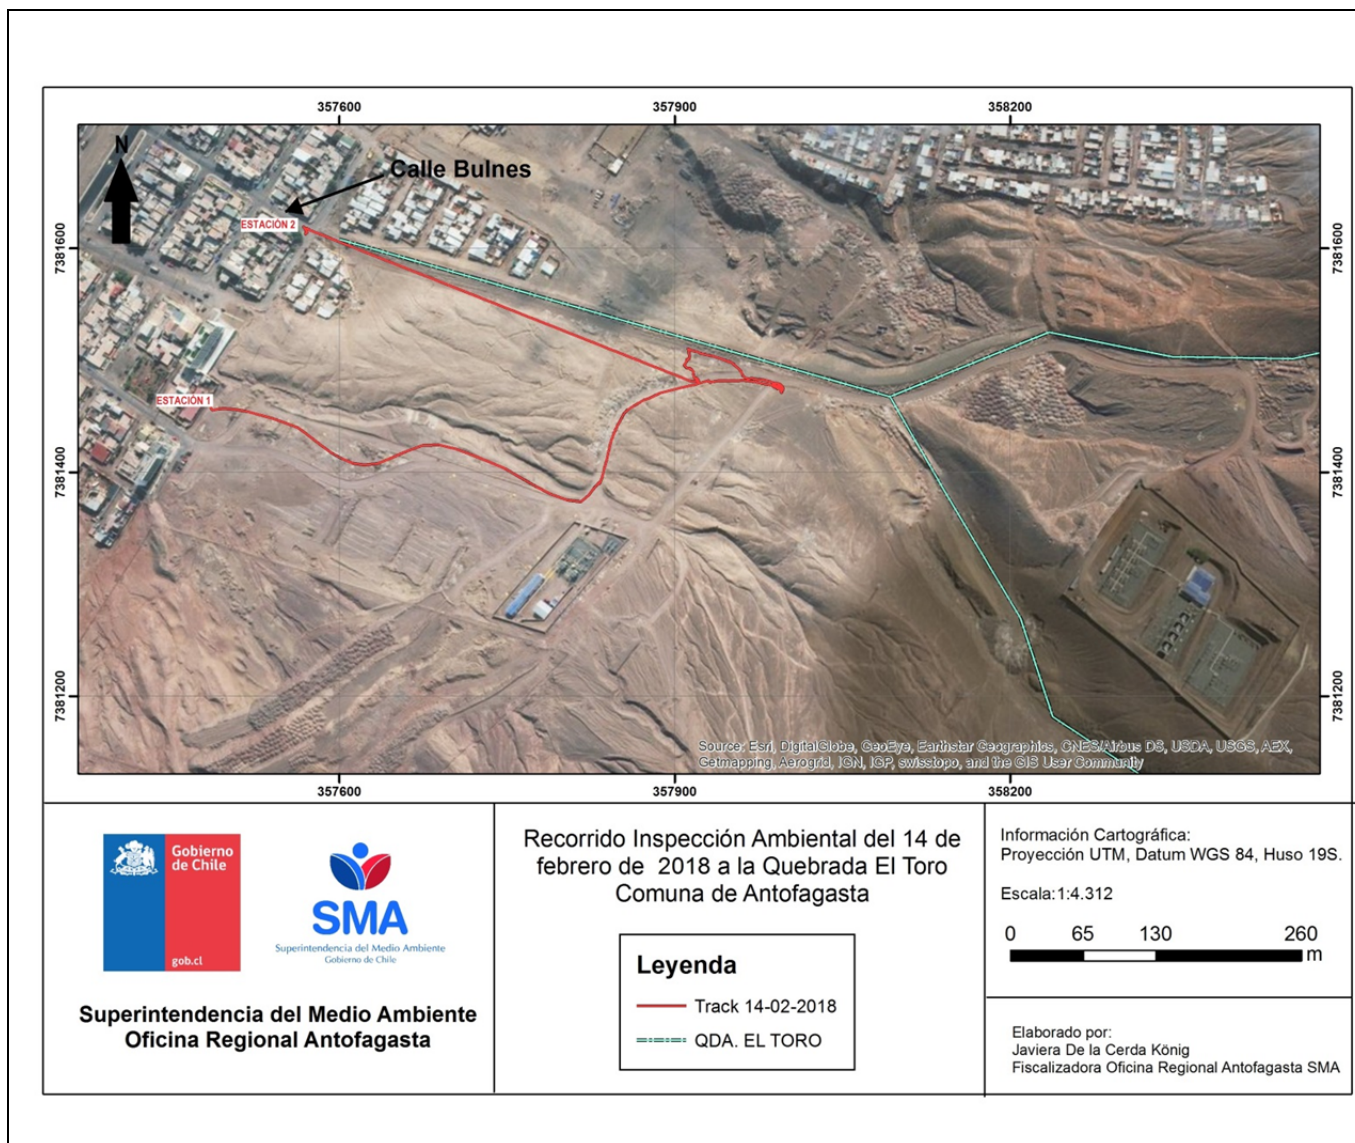 357600
357900
358200
N
Calle Bulnes
ESTACIÓN 2
7381600
7381600
ESTACIÓN 1
7381400
7381400
7381200
7381200
Source: Esri, DigitalGlobe, GeoEye, Earthstar Geographics, CNES/Airbus DS, USDA, USGS, AEX,
Getmapping, Aerogrid, IGN, IGP, swisstopo, and the GIS User Community
357600
357900
358200
Gobierno
de Chile
gob.cl
SMA
Superintendencia del Medio Ambiente
Gobierno de Chile
Superintendencia del Medio Ambiente
Oficina Regional Antofagasta
Recorrido Inspección Ambiental del 14 de
febrero de 2018 a la Quebrada El Toro
Comuna de Antofagasta
Leyenda
Track 14-02-2018
QDA. EL TORO
Información Cartográfica:
Proyección UTM, Datum WGS 84, Huso 19S.
Escala:1:4.312
0 65 130 260
m
Elaborado por:
Javiera De la Cerda König
Fiscalizadora Oficina Regional Antofagasta SMA